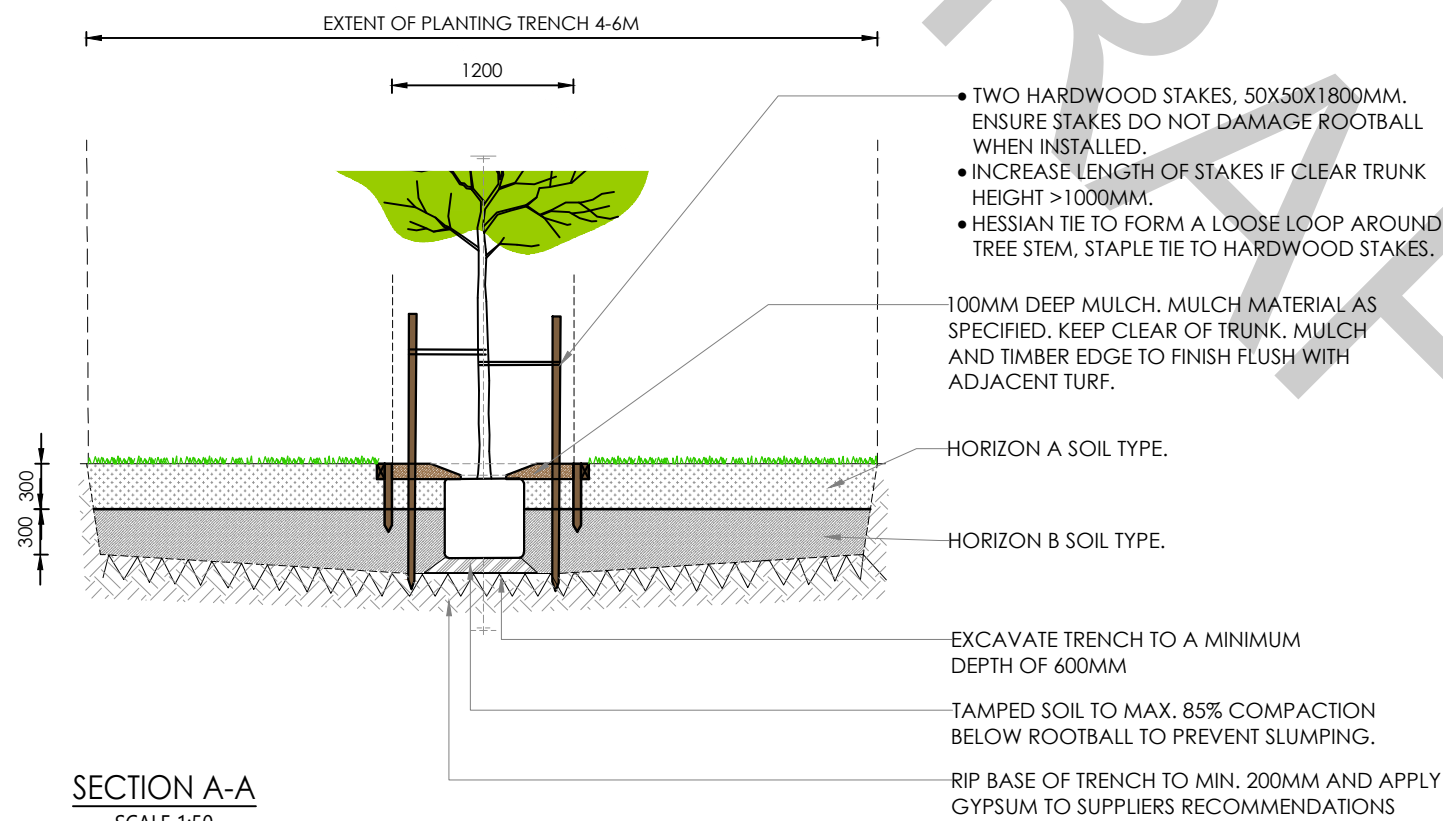 EXTENT OF PLANTING TRENCH 4-6M
1200
• TWO HARDWOOD STAKES, 50X50X1800MM.
ENSURE STAKES DO NOT DAMAGE ROOTBALL
WHEN INSTALLED.
• INCREASE LENGTH OF STAKES IF CLEAR TRUNK
HEIGHT >1000MM.
• HESSIAN TIE TO FORM A LOOSE LOOP AROUND
TREE STEM, STAPLE TIE TO HARDWOOD STAKES.
100MM DEEP MULCH. MULCH MATERIAL AS
SPECIFIED. KEEP CLEAR OF TRUNK. MULCH
AND TIMBER EDGE TO FINISH FLUSH WITH
ADJACENT TURF.
300
300
HORIZON A SOIL TYPE.
HORIZON B SOIL TYPE.
EXCAVATE TRENCH TO A MINIMUM
DEPTH OF 600MM
TAMPED SOIL TO MAX. 85% COMPACTION
BELOW ROOTBALL TO PREVENT SLUMPING.
RIP BASE OF TRENCH TO MIN. 200MM AND APPLY
GYPSUM TO SUPPLIERS RECOMMENDATIONS
SECTION A-A
SCALE 1:50